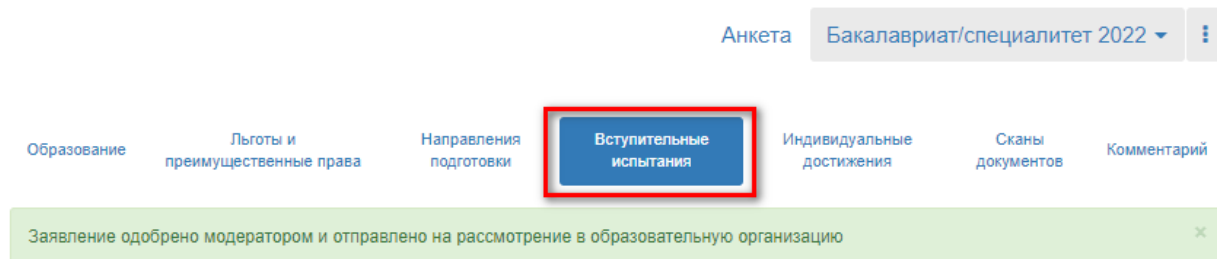 Анкета Бакалавриат/специалитет 2022
Образование
Льготы и
преимущественные права
Направления
подготовки
Вступительные
испытания
Индивидуальные
достижения
Сканы
документов
Комментарий
Заявление одобрено модератором и отправлено на рассмотрение в образовательную организацию ×